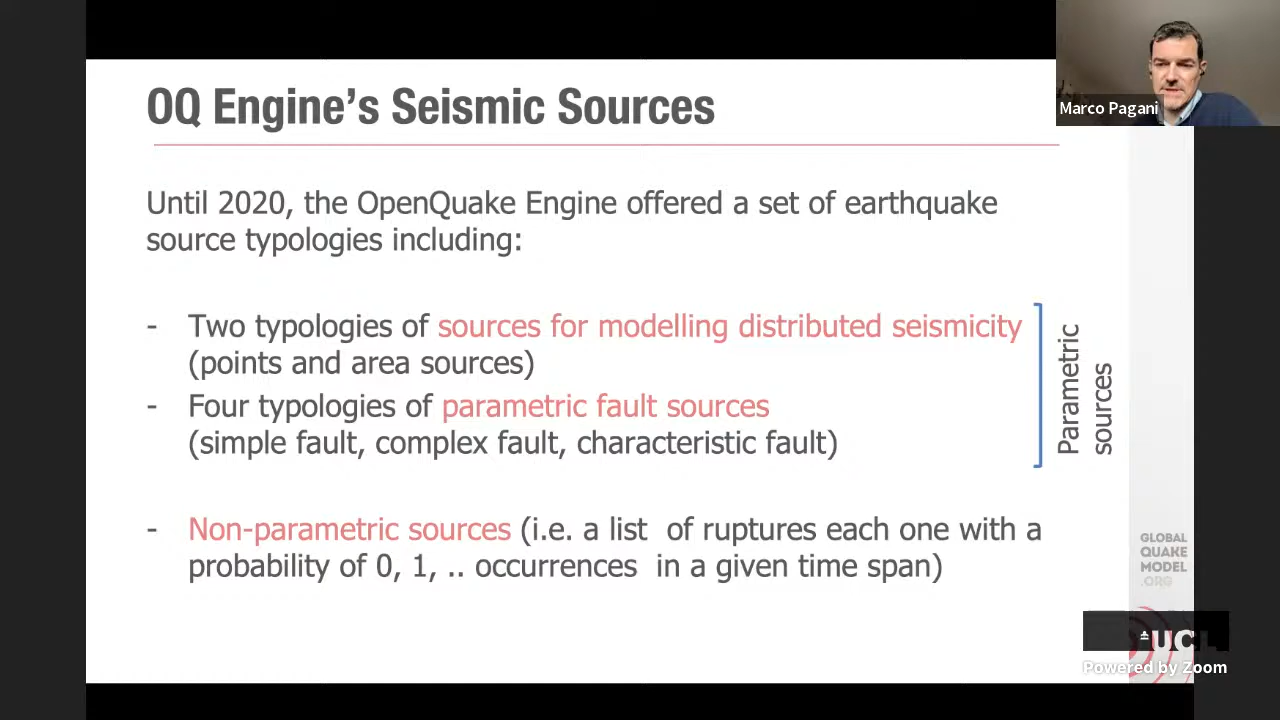 OQ Engine's Seismic Sources
Marco Pagani
Until 2020, the OpenQuake Engine offered a set of earthquake
source typologies including:
- Two typologies of sources for modelling distributed seismicity
(points and area sources)
- Four typologies of parametric fault sources
(simple fault, complex fault, characteristic fault)
Parametric
sources
- Non-parametric sources (i.e. a list of ruptures each one with a
probability of 0, 1, .. occurrences in a given time span)
GLOBAL
QUAKE
MODEL
.ORG
UCL
Powered by Zoom